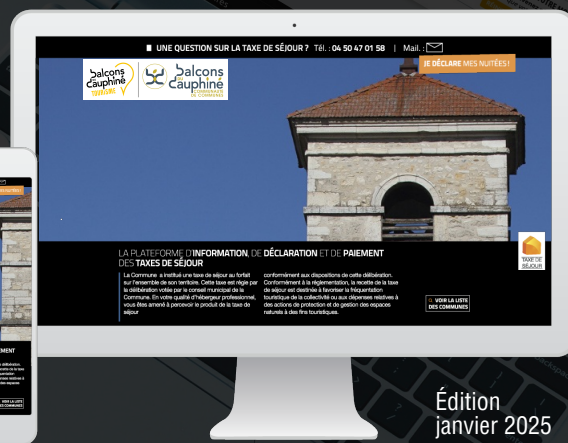 UNE QUESTION SUR LA TAXE DE SÉJOUR ? Tél. : 04 50 47 01 58 | Mail. :
JE DÉCLARE MES NUITÉES !
Balcons
DU Dauphiné
TOURISME
Balcons
DU Dauphiné
COMMUNAUTÉ
DE COMMUNES
LA PLATEFORME D'INFORMATION, DE DÉCLARATION ET DE PAIEMENT
DES TAXES DE SÉJOUR
La Commune a institué une taxe de séjour au forfait
sur l'ensemble de son territoire. Cette taxe est régie par
la délibération votée par le conseil municipal de la
Commune. En votre qualité d'hébergeur professionnel,
vous êtes amené à percevoir le produit de la taxe de
séjour
conformément aux dispositions de cette délibération.
Conformément à la réglementation, la recette de la taxe
de séjour est destinée à favoriser la fréquentation
touristique de la collectivité ou aux dépenses relatives à
des actions de protection et de gestion des espaces
naturels à des fins touristiques.
TAXE DE
SÉJOUR
VOIR LA LISTE
DES COMMUNES
Édition
janvier 2025